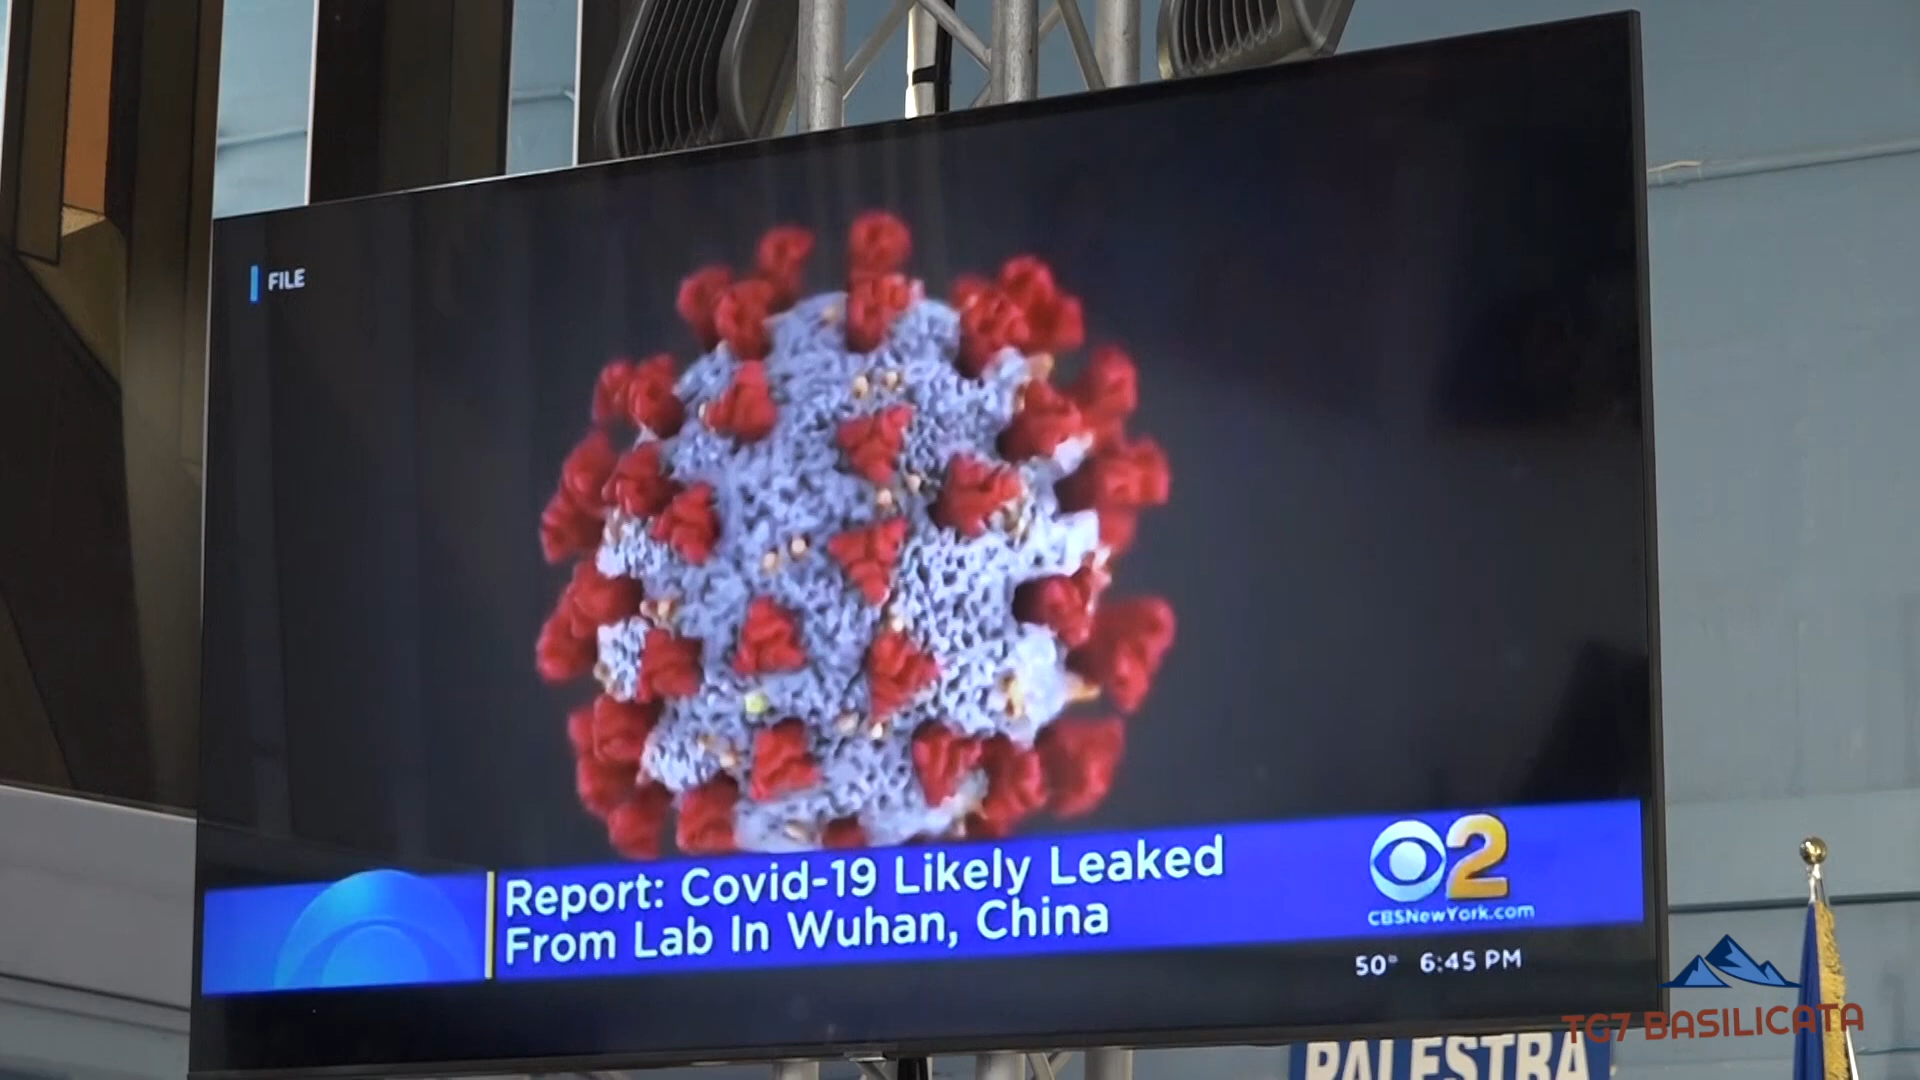 FILE
Report: Covid-19 Likely Leaked
From Lab In Wuhan, China
2
CBSNewYork.com
50° 6:45 PM
TG7 BASILICATA
PALESTRA